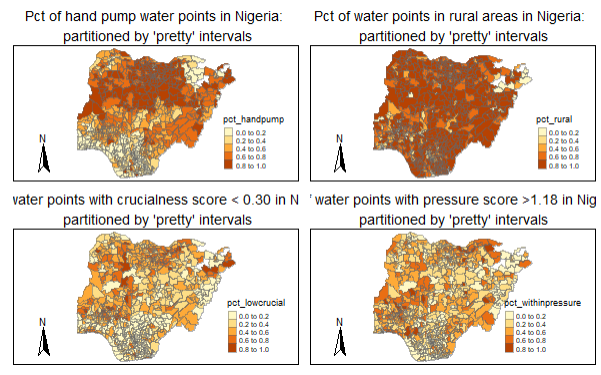 Pct of hand pump water points in Nigeria:
partitioned by 'pretty' intervals
N
pct_handpump
0.0 to 0.2
0.2 to 0.4
0.4 to 0.6
0.6 to 0.8
0.8 to 1.0
Pct of water points in rural areas in Nigeria:
partitioned by 'pretty' intervals
N
pct_rural
0.0 to 0.2
0.2 to 0.4
0.4 to 0.6
0.6 to 0.8
0.8 to 1.0
water points with crucialness score < 0.30 in N
partitioned by 'pretty' intervals
N
pct_lowcrucial
0.0 to 0.2
0.2 to 0.4
0.4 to 0.6
0.6 to 0.8
0.8 to 1.0
water points with pressure score >1.18 in Nig
partitioned by 'pretty' intervals
N
pct_withinpressure
0.0 to 0.2
0.2 to 0.4
0.4 to 0.6
0.6 to 0.8
0.8 to 1.0